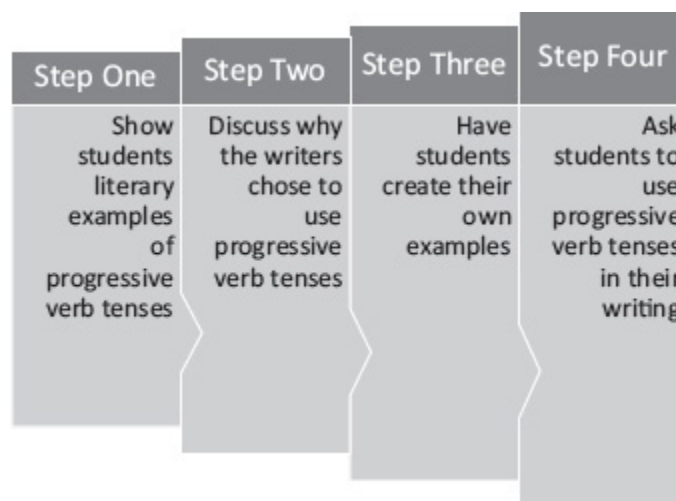 Step One
Show
students
literary
examples
of
progressive
verb tenses
Step Two
Discuss why
the writers
chose to
use
progressive
verb tenses
Step Three
Have
students
create their
own
examples
Step Four
Ask
students to
use
progressive
verb tenses
in their
writing